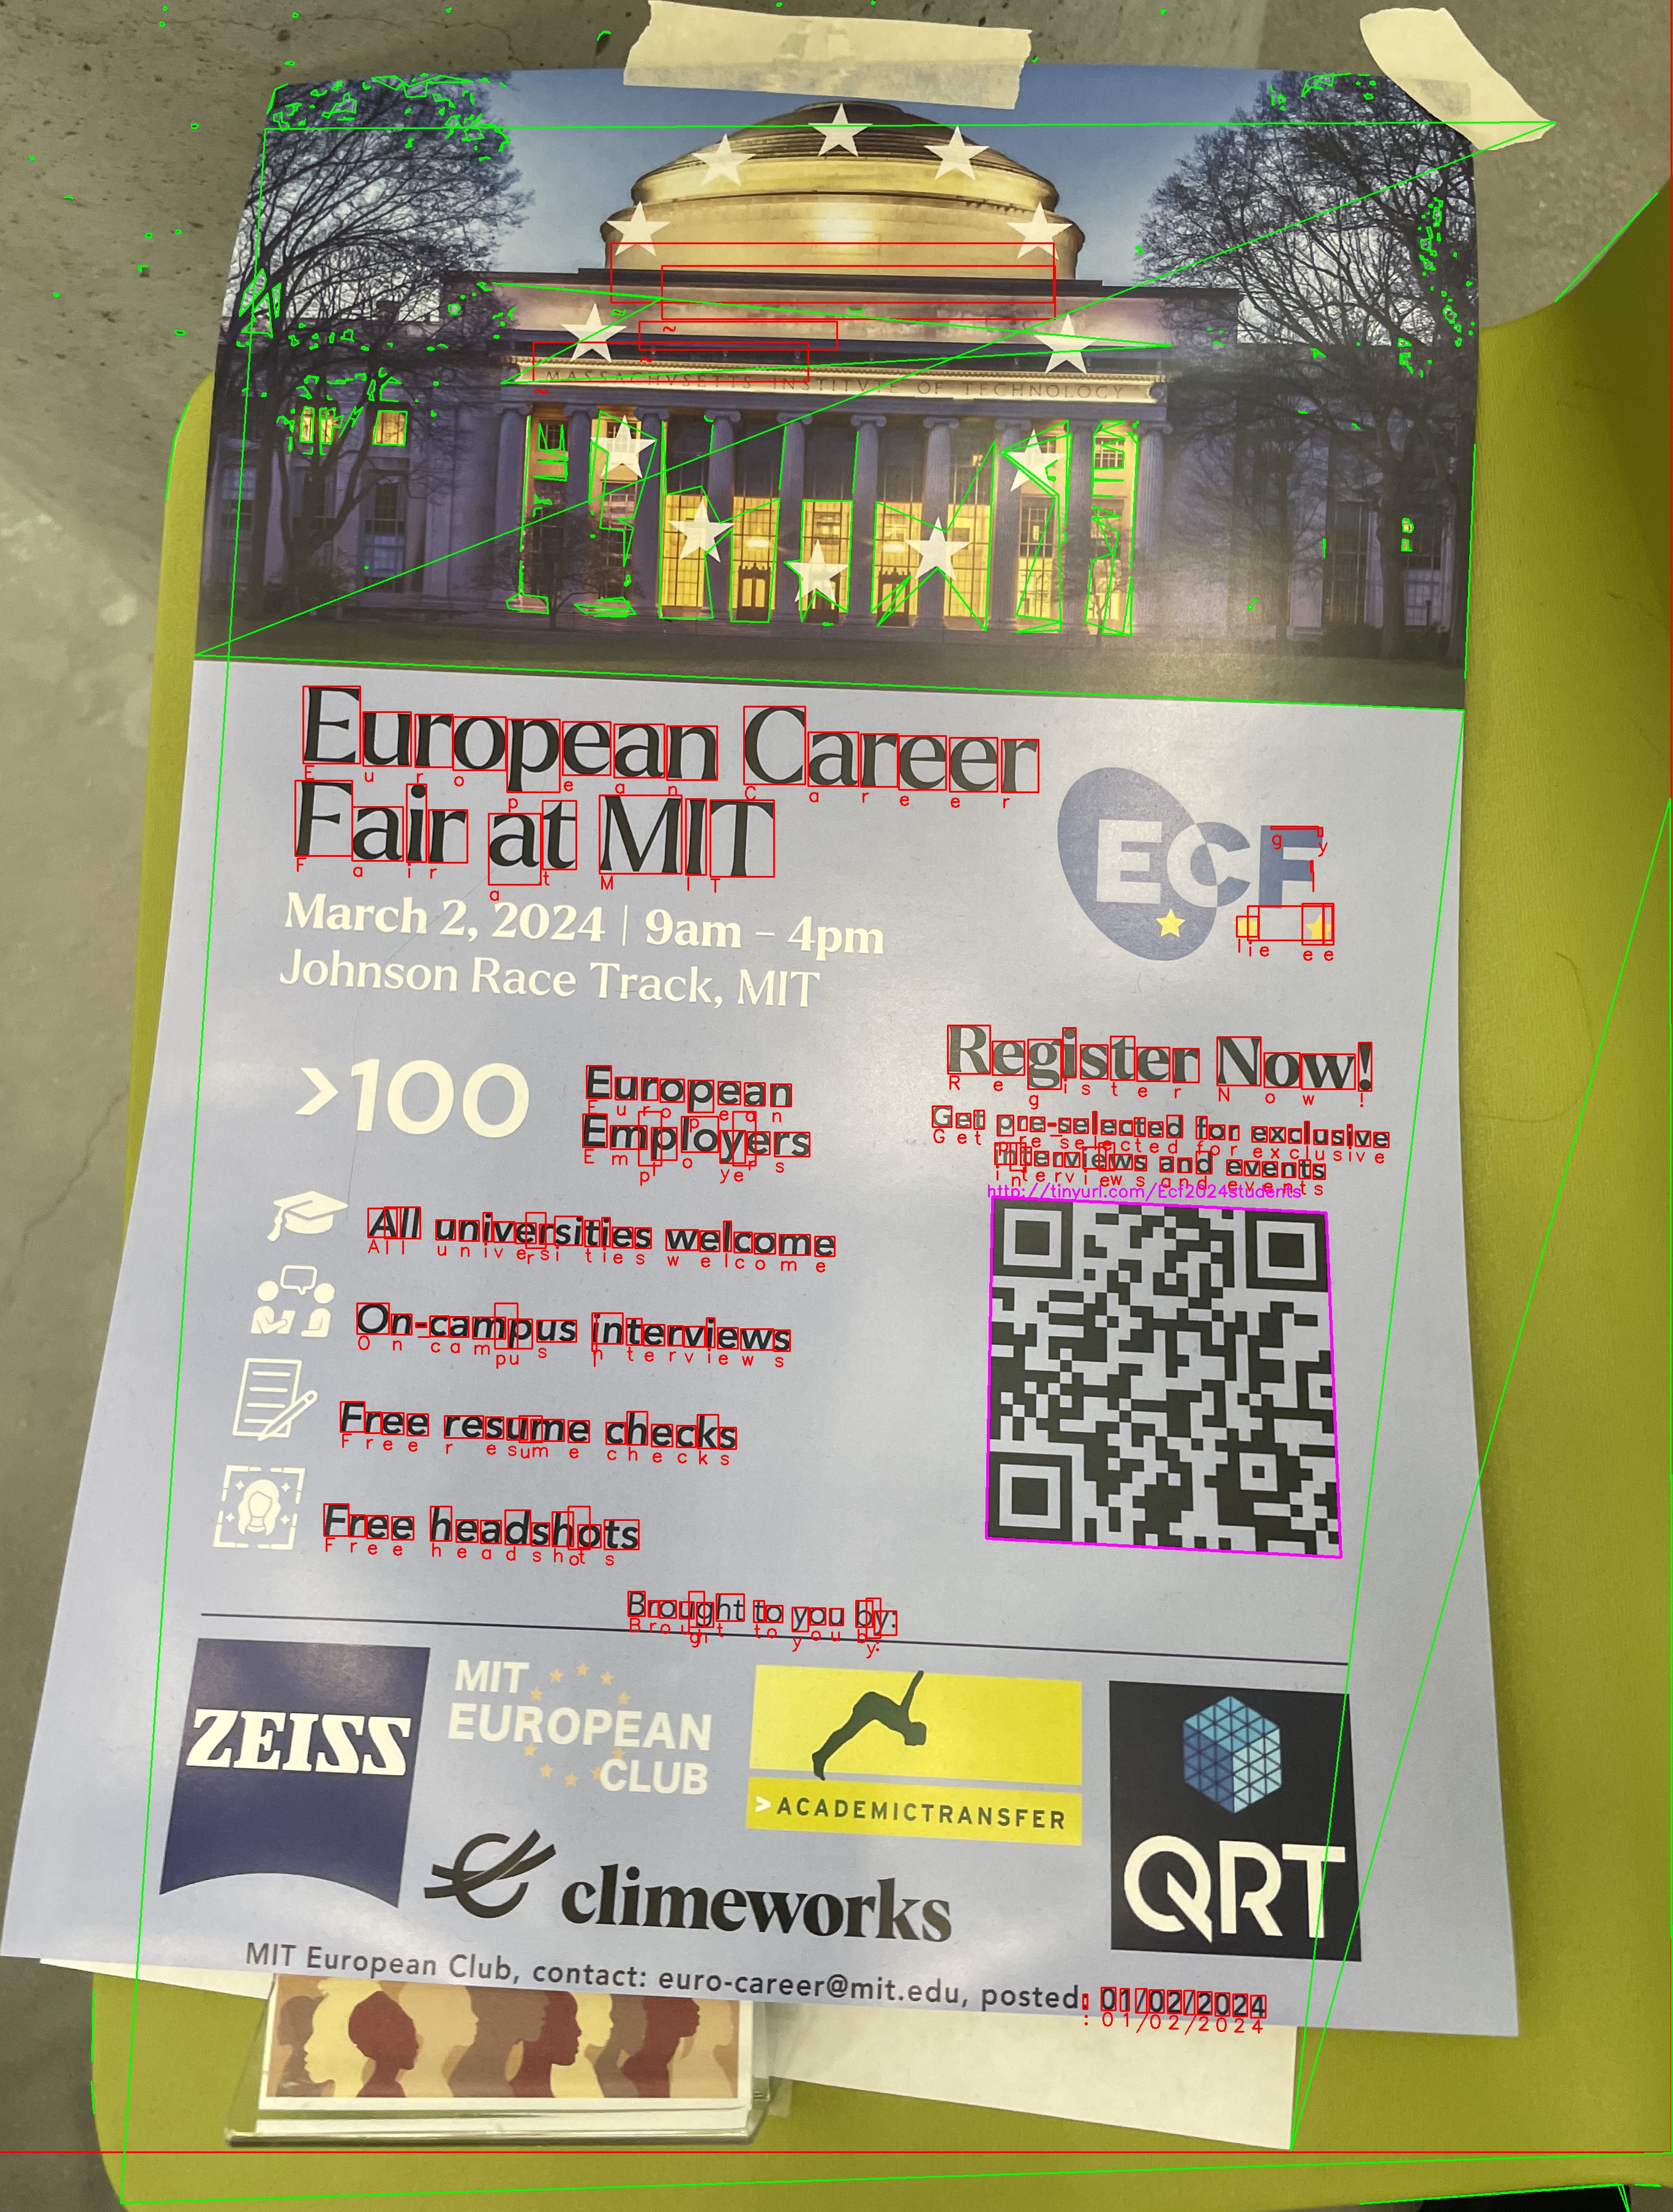 MASSACHVSETTS INSTITVTE OF TECHNOLOGY
European Career
Fair at MIT
March 2, 2024 | 9am – 4pm
Johnson Race Track, MIT
ECF
>100
European
Employers
All universities welcome
On-campus interviews
Free resume checks
Free headshots
Register Now!
Get pre-selected for exclusive
interviews and events
http://tinyurl.com/Ecf2024students
Brought to you by:
ZEISS
MIT
EUROPEAN
CLUB
>ACADEMICTRANSFER
QRT
climeworks
MIT European Club, contact: euro-career@mit.edu, posted: 01/02/2024